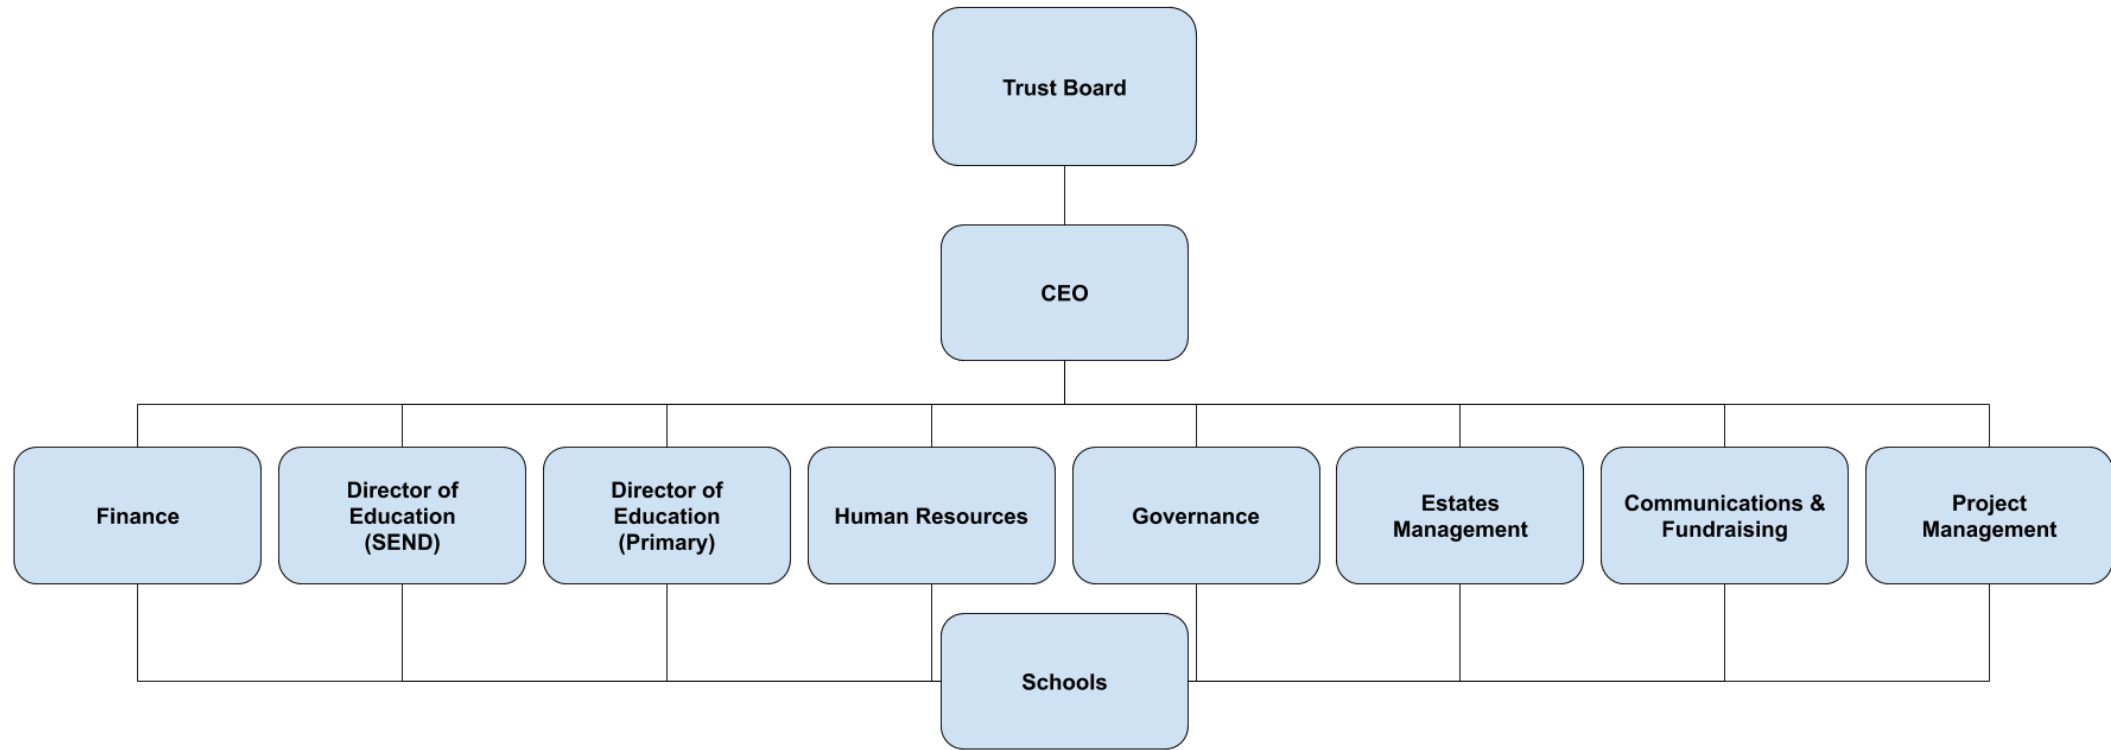 Trust Board
CEO
Finance
Director of
Education
(SEND)
Director of
Education
(Primary)
Human Resources
Governance
Estates
Management
Communications &
Fundraising
Project
Management
Schools